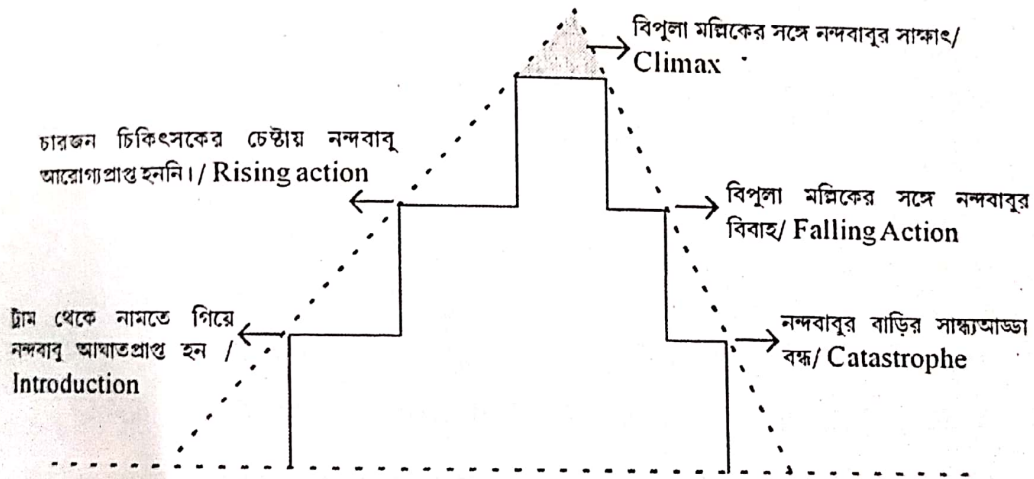 বিপুলা মল্লিকের সঙ্গে নন্দবাবুর সাক্ষাৎ/
Climax
চারজন চিকিৎসকের চেষ্টায় নন্দবাবু
আরোগ্যপ্রাপ্ত হননি।/ Rising action
বিপুলা মল্লিকের সঙ্গে নন্দবাবুর
বিবাহ/ Falling Action
ট্রাম থেকে নামতে গিয়ে
নন্দবাবু আঘাতপ্রাপ্ত হন /
Introduction
নন্দবাবুর বাড়ির সান্ধ্যআড্ডা
বন্ধ/ Catastrophe